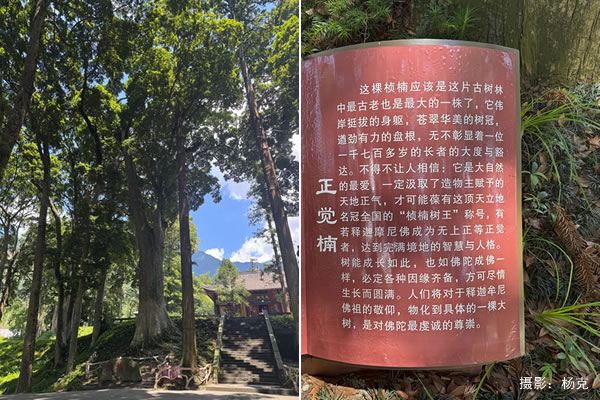 正觉楠
这棵桢楠应该是这片古树林
中最古老也是最大的一株了，它伟
岸挺拔的身躯，苍翠华美的树冠，
遒劲有力的盘根，无不彰显着一位
一千七百多岁的长者的大度与豁
达。不得不让人相信：它是大自然
的最爱，一定汲取了造物主赋予的
天地正气，才可能葆有这顶天立地
名冠全国的“桢楠树王”称号，有
若释迦摩尼佛成为无上正等正觉
者，达到完满境地的智慧与人格。
树能成长如此，也如佛陀成佛一
样，必定各种因缘齐备，方可尽情
生长而圆满。人们将对于释迦牟尼
佛的敬仰，物化到具体的一棵大
树，是对佛陀最虔诚的尊崇。
摄影：杨克